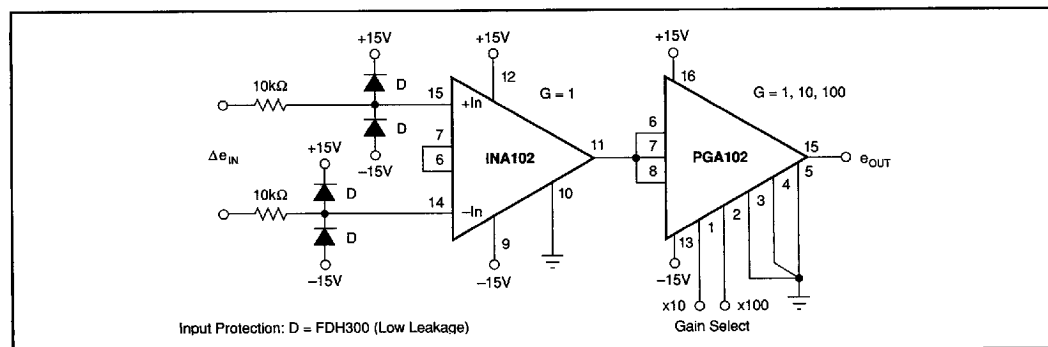 +15V
+15V
+15V
12
16
10kΩ
D
15
+In
G = 1
G = 1, 10, 100
D
7
6
6
INA102
11
7
PGA102
15
eOUT
8
5
4
ΔeIN
+15V
–15V
3
10kΩ
D
14
–In
10
2
1
D
9
13
–15V
–15V
–15V
x10
x100
Input Protection: D = FDH300 (Low Leakage)
Gain Select